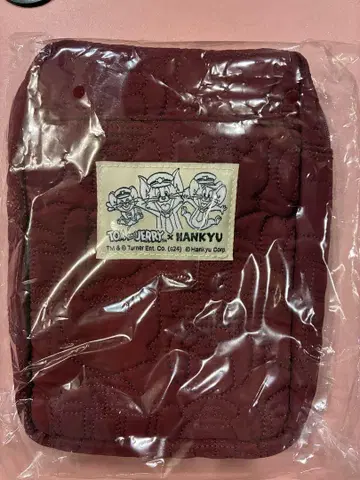 TOM and JERRY × HANKYU
TM & © Turner Ent. Co. (s24) © Hankyu Corp.